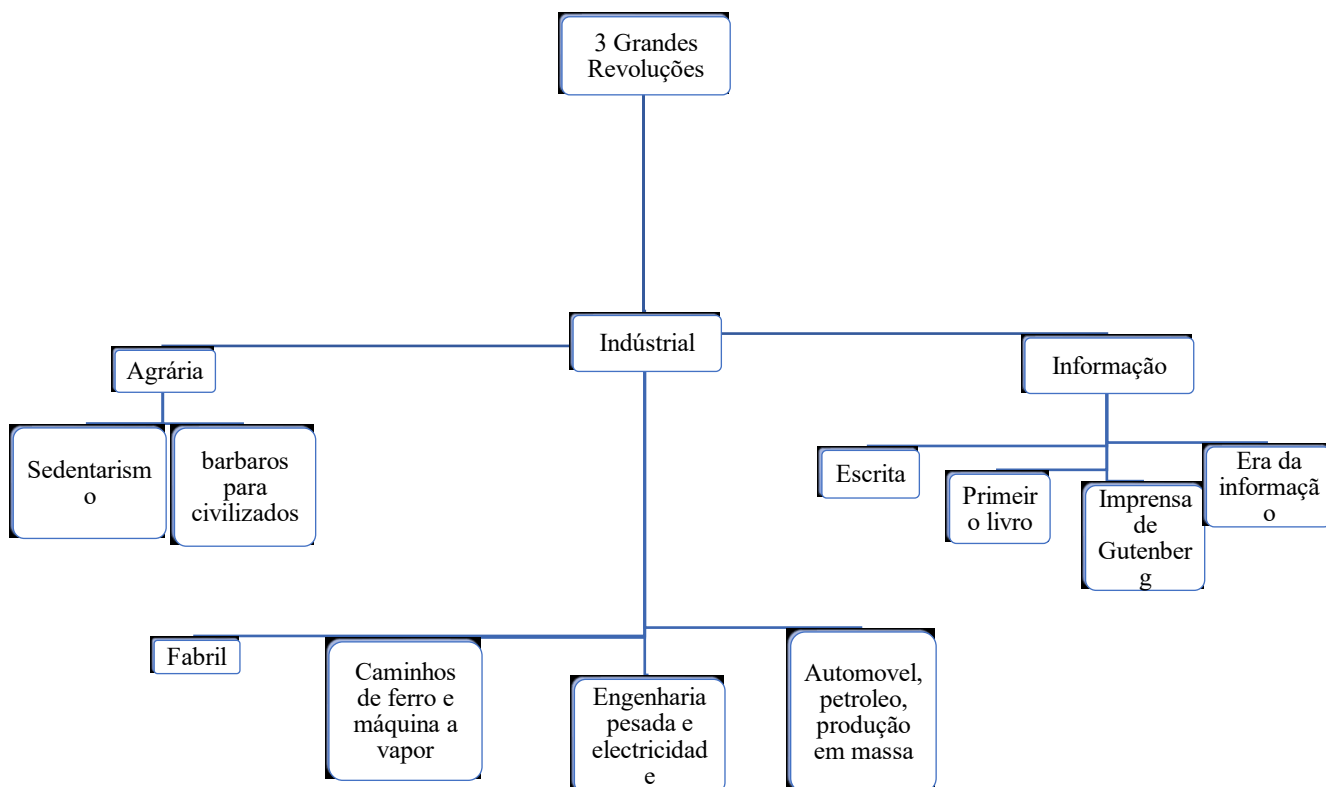 3 Grandes
Revoluções
Indústrial
Agrária
Informação
Sedentarism
o
barbaros
para
civilizados
Escrita
Primeir
o livro
Imprensa
de
Gutenber
g
Era da
informaçã
o
Fabril
Caminhos
de ferro e
máquina a
vapor
Engenharia
pesada e
electricidad
e
Automovel,
petroleo,
produção
em massa